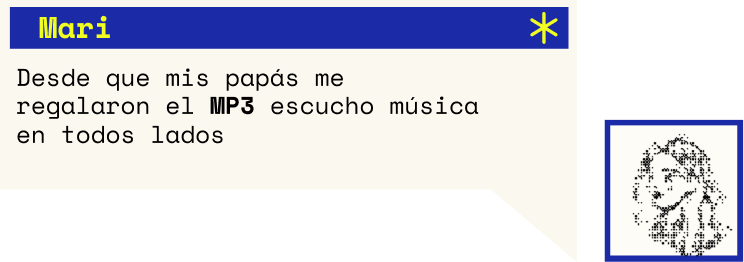 Mari
Desde que mis papás me
regalaron el MP3 escucho música
en todos lados